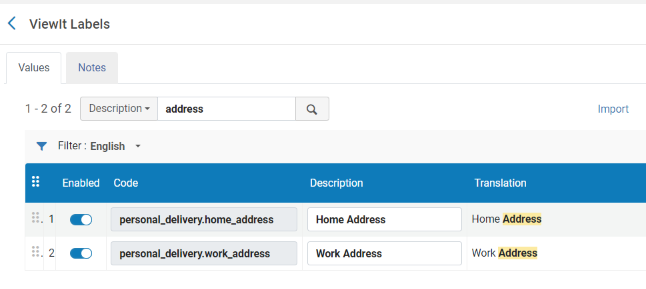 ViewIt Labels
Values Notes
1 - 2 of 2 Description address Import
Filter : English
Enabled Code Description Translation
1 personal_delivery.home_address Home Address Home Address
2 personal_delivery.work_address Work Address Work Address